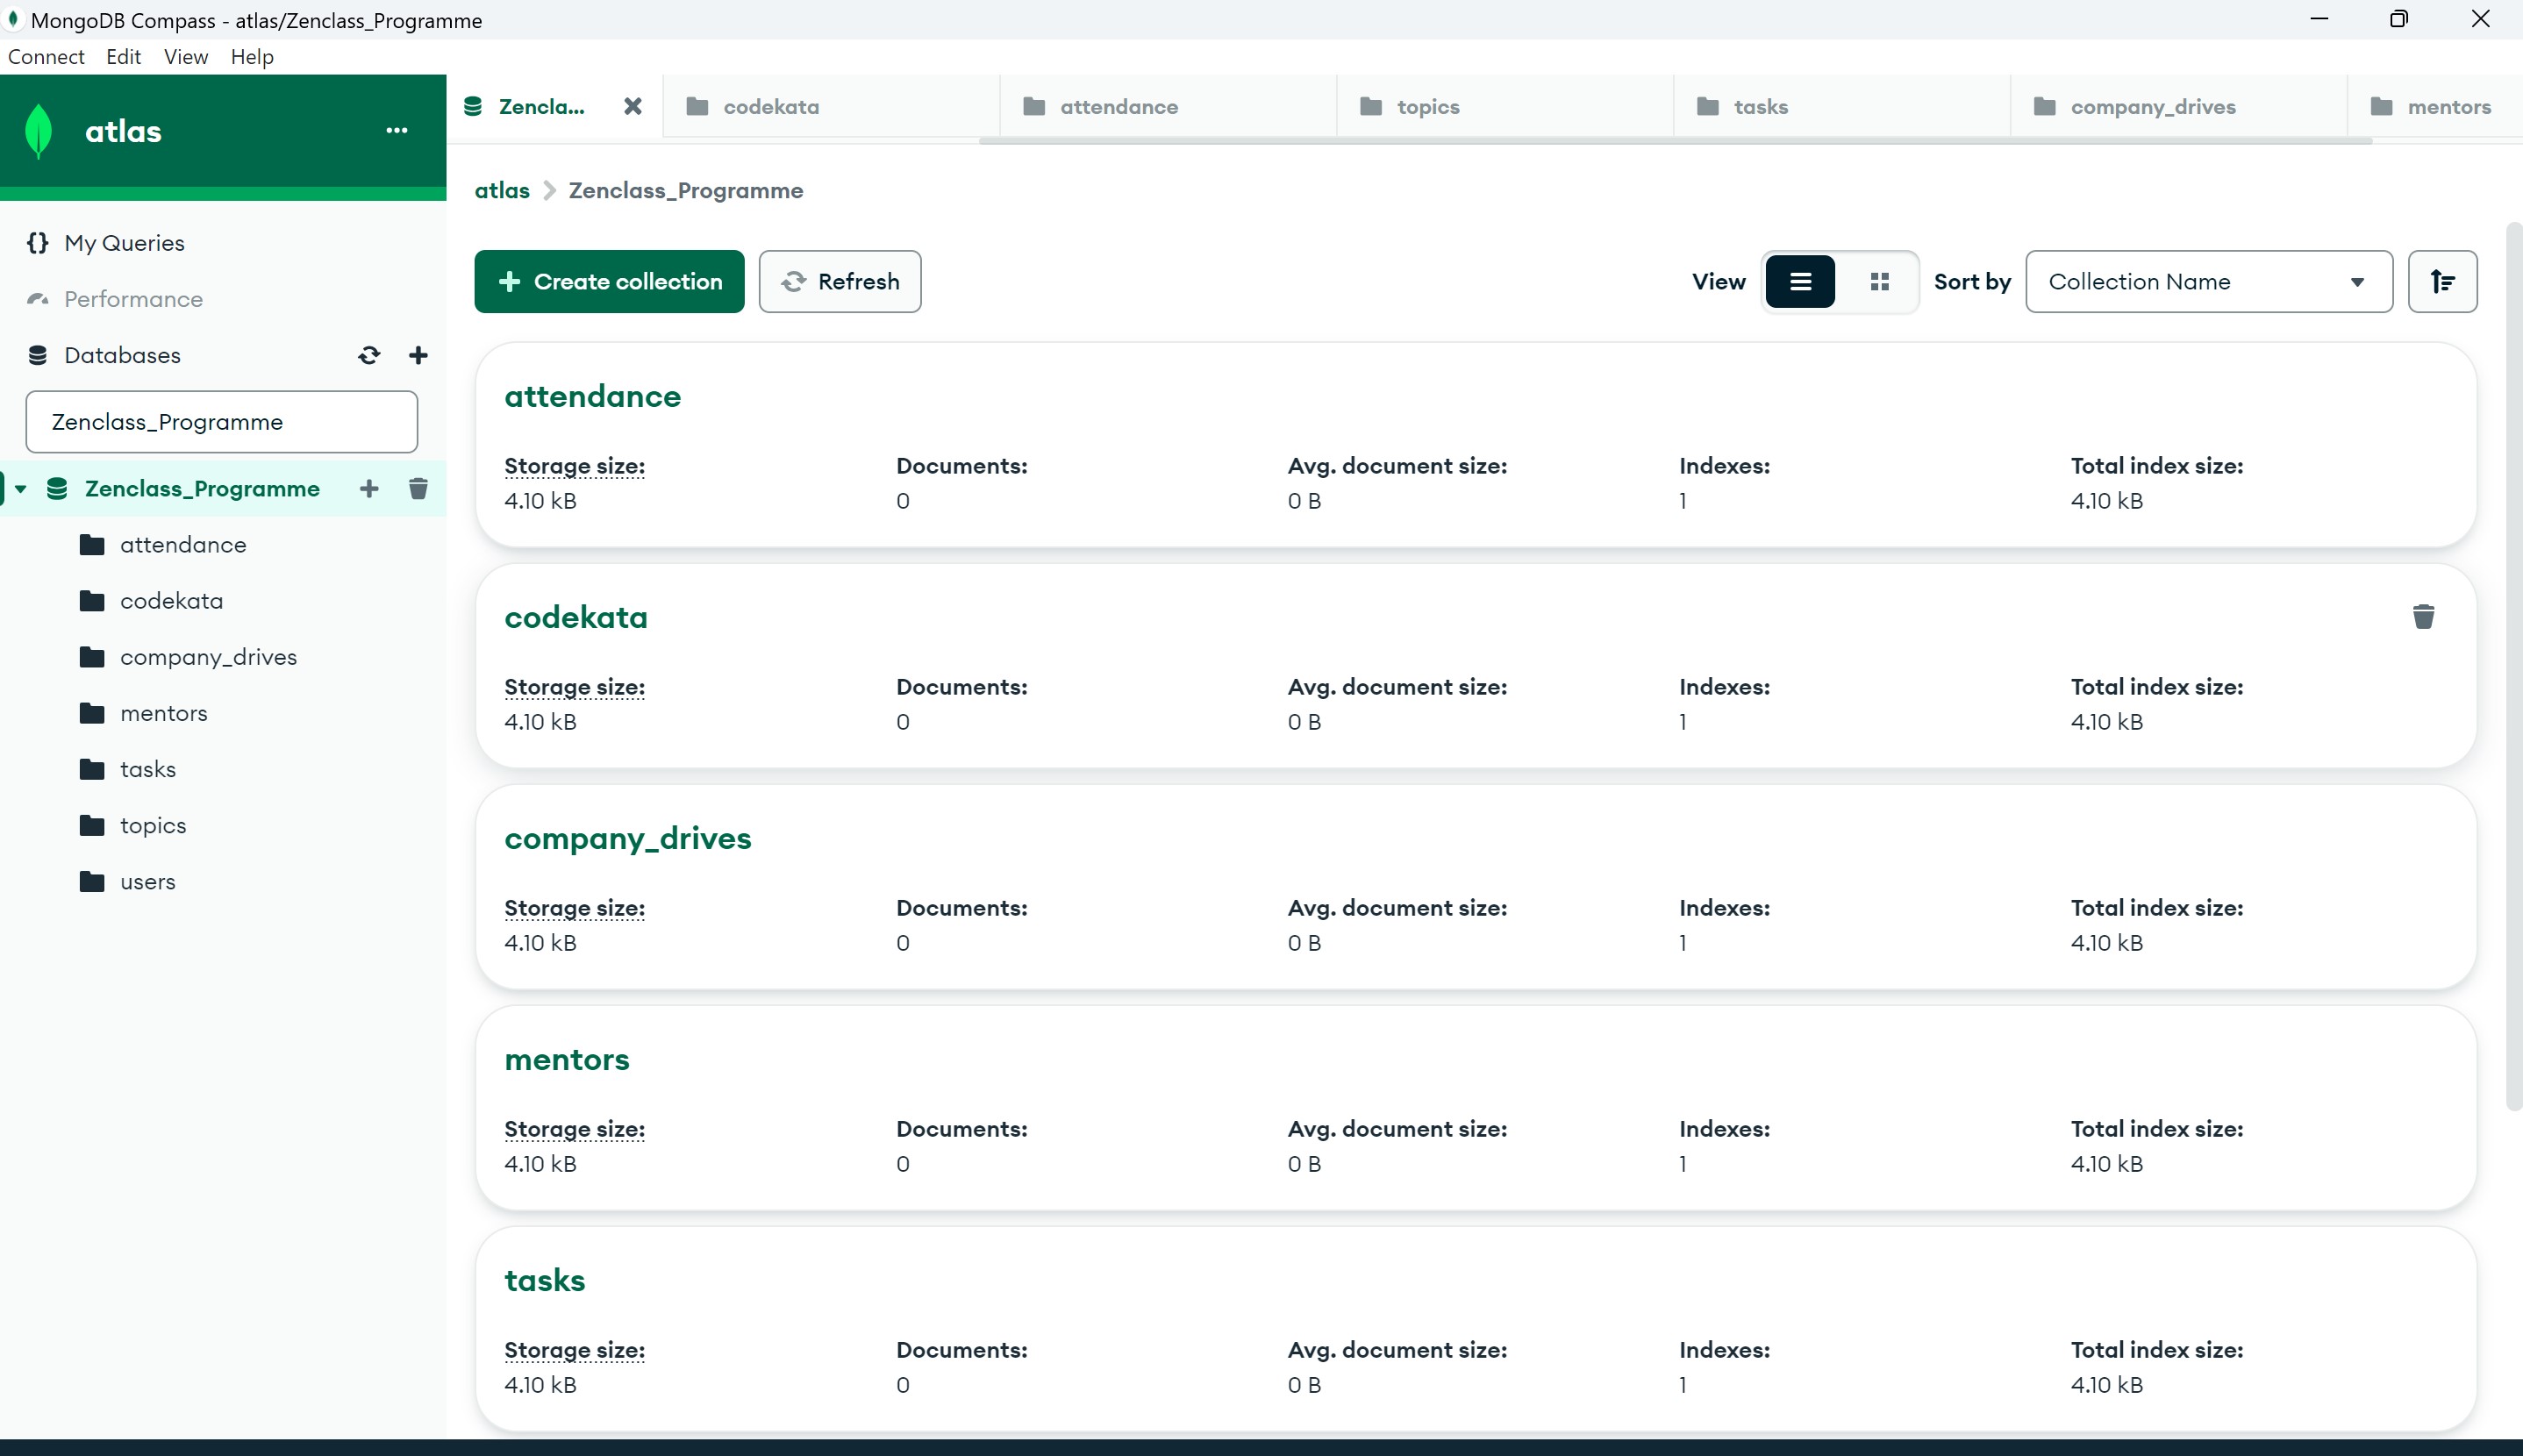 MongoDB Compass - atlas/Zenclass_Programme
Connect Edit View Help
atlas
My Queries
Performance
Databases
Zenclass_Programme
Zenclass_Programme
attendance
codekata
company_drives
mentors
tasks
topics
users
Zencla... codekata attendance topics tasks company_drives mentors
atlas Zenclass_Programme
Create collection Refresh View Sort by Collection Name
attendance
Storage size: Documents: Avg. document size: Indexes: Total index size:
4.10 kB 0 0 B 1 4.10 kB
codekata
Storage size: Documents: Avg. document size: Indexes: Total index size:
4.10 kB 0 0 B 1 4.10 kB
company_drives
Storage size: Documents: Avg. document size: Indexes: Total index size:
4.10 kB 0 0 B 1 4.10 kB
mentors
Storage size: Documents: Avg. document size: Indexes: Total index size:
4.10 kB 0 0 B 1 4.10 kB
tasks
Storage size: Documents: Avg. document size: Indexes: Total index size:
4.10 kB 0 0 B 1 4.10 kB